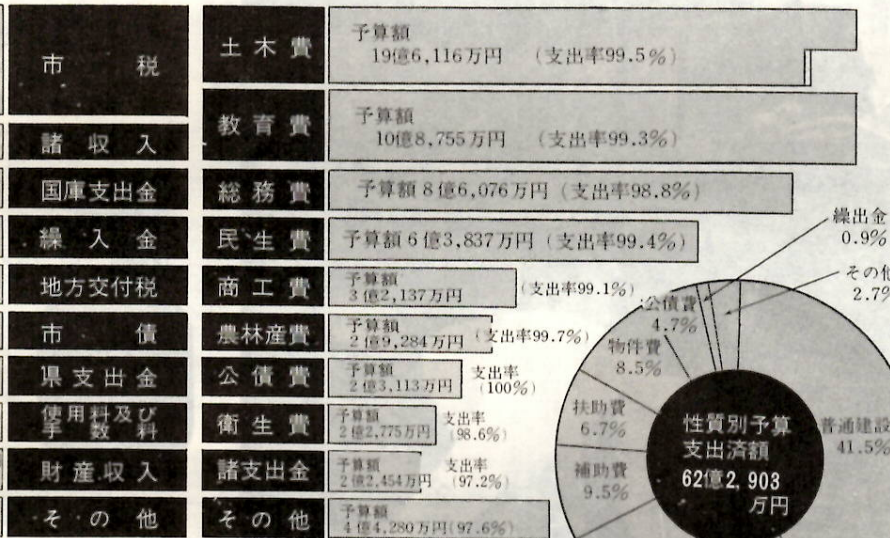 市税
諸収入
国庫支出金
繰入金
地方交付税
市債
県支出金
使用料及び
手数料
財産収入
その他
土木費
予算額
19億6,116万円 (支出率99.5%)
教育費
予算額
10億8,755万円 (支出率99.3%)
総務費
予算額8億6,076万円(支出率98.8%)
民生費
予算額6億3,837万円(支出率99.4%)
商工費
予算額
3億2,137万円
(支出率99.1%)
農林産費
予算額
2億9,284万円
(支出率99.7%)
公債費
予算額
2億3,113万円
支出率
(100%)
衛生費
予算額
2億2,775万円
支出率
(98.6%)
諸支出金
予算額
2億2,454万円
支出率
(97.2%)
その他
予算額
4億4,280万円(97.6%)
繰出金
0.9%
その他
2.7%
公債費
4.7%
物件費
8.5%
扶助費
6.7%
補助費
9.5%
普通建設
41.5%
性質別予算
支出済額
62億2,903
万円